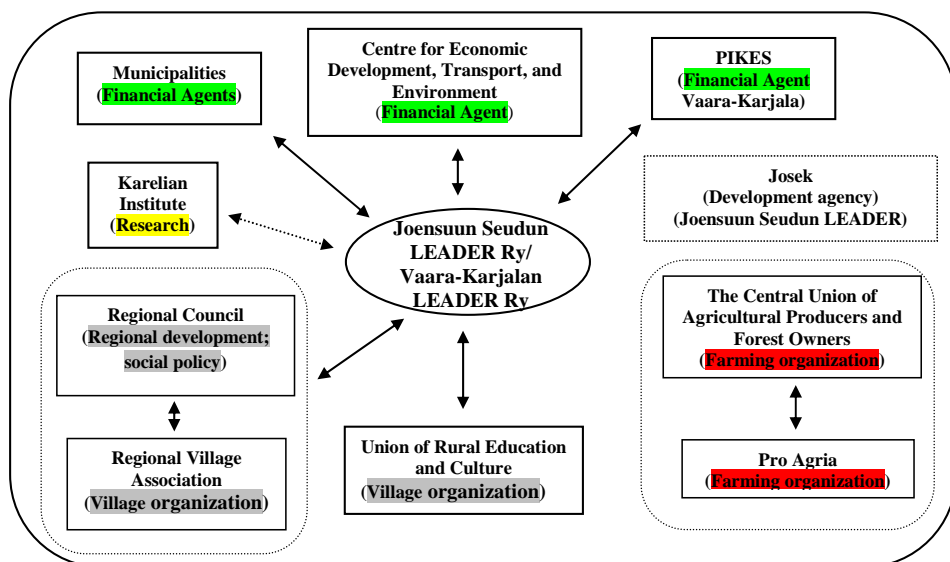 Municipalities
(Financial Agents)
Centre for Economic
Development, Transport, and
Environment
(Financial Agent)
PIKES
(Financial Agent
Vaara-Karjala)
Karelian
Institute
(Research)
Josek
(Development agency)
(Joensuun Seudun LEADER)
Joensuun Seudun
LEADER Ry/
Vaara-Karjalan
LEADER Ry
Regional Council
(Regional development;
social policy)
The Central Union of
Agricultural Producers and
Forest Owners
(Farming organization)
Regional Village
Association
(Village organization)
Union of Rural Education
and Culture
(Village organization)
Pro Agria
(Farming organization)